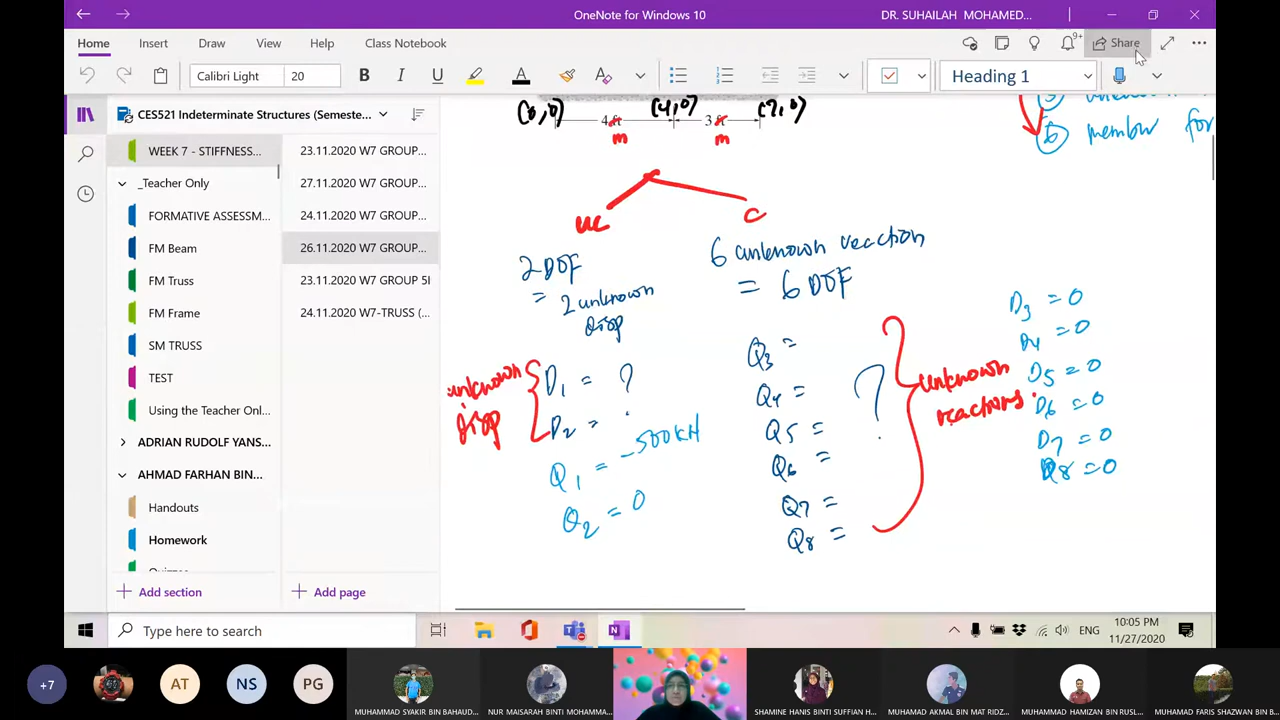 OneNote for Windows 10
DR. SUHAILAH MOHAMED...
Home
Insert
Draw
View
Help
Class Notebook
9+
Share
Calibri Light
20
B
I
U
A
Heading 1
CES521 Indeterminate Structures (Semeste...
WEEK 7 - STIFFNESS...
_Teacher Only
FORMATIVE ASSESSM...
FM Beam
FM Truss
FM Frame
SM TRUSS
TEST
Using the Teacher Onl...
ADRIAN RUDOLF YANS...
AHMAD FARHAN BIN...
Handouts
Homework
Add section
23.11.2020 W7 GROUP...
27.11.2020 W7 GROUP...
24.11.2020 W7 GROUP...
26.11.2020 W7 GROUP...
23.11.2020 W7 GROUP 5I
24.11.2020 W7-TRUSS (...
Add page
(0,0)
(4,0)
(7,0)
4 ft
3 ft
m
m
6 member for
uc
c
2 DOF
= 2 unknown
disp
6 unknown reaction
= 6 DOF
unknown
disp
D1 = ?
D2 =
Q1 = -500kN
Q2 = 0
Q3 =
Q4 =
Q5 =
Q6 =
Q7 =
Q8 =
?
unknown
reactions
D3 = 0
D4 = 0
D5 = 0
D6 = 0
D7 = 0
8 = 0
Type here to search
ENG
10:05 PM
11/27/2020
+7
AT
NS
PG
MUHAMMAD SYAKIR BIN BAHAUD...
NUR MAISARAH BINTI MOHAMMA...
SHAMINE HANIS BINTI SUFFIAN H...
MUHAMAD AKMAL BIN MAT RIDZ...
MUHAMAD HAMIZAN BIN RUSL...
MUHAMAD FARIS SHAZWAN BIN B...